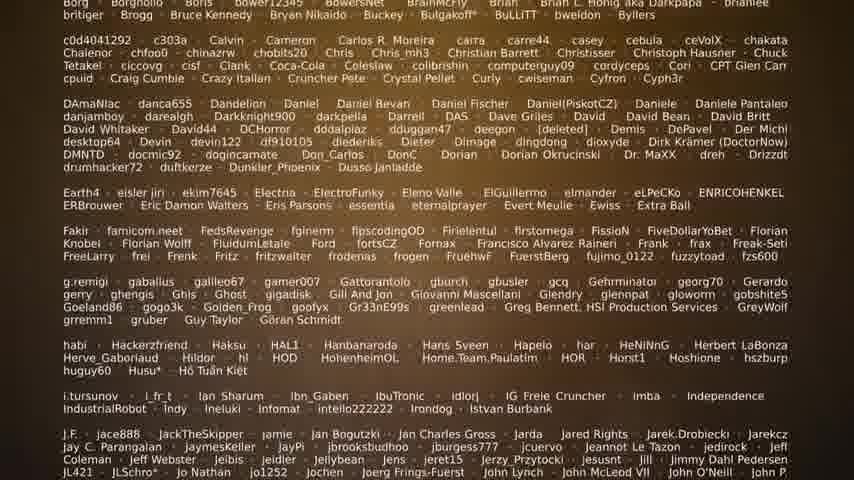 Borg · Borgholio · Boris · bower12345 · BowersNet · BrainMcFly · Brian · Brian C. Honig aka Darkpapa · brianlee
britiger · Brogg · Bruce Kennedy · Bryan Nikaido · Buckey · Bulgakoff* · BuLLiTT · bweldon · Byllers
c0d4041292 · c303a · Calvin · Cameron · Carlos R. Moreira · carra · carre44 · casey · cebula · ceVolX · chakata
Chalenor · chfoo0 · chinazrw · chobits20 · Chris · Chris mh3 · Christian Barrett · Christisser · Christoph Hausner · Chuck
Tetakel · ciccovg · cisf · Clank · Coca-Cola · Coleslaw · colibrishin · computerguy09 · cordyceps · Cori · CPT Glen Carr
cpuid · Craig Cumbie · Crazy Itallan · Cruncher Pete · Crystal Pellet · Curly · cwiseman · Cyfron · Cyph3r
DAmaNlac · danca655 · Dandelion · Daniel · Daniel Bevan · Daniel Fischer · Daniel(PiskotCZ) · Daniele · Daniele Pantaleo
danjamboy · darealgh · Darkknight900 · darkpella · Darrell · DAS · Dave Griles · David · David Bean · David Britt
David Whitaker · David44 · DCHorror · dddalplaz · dduggan47 · deegon · [deleted] · Demis · DePavel · Der Michl
desktop64 · Devin · devin122 · df910105 · diederiks · Dieter · Dimage · dingdong · dioxyde · Dirk Krämer (DoctorNow)
DMNTD · docmic92 · dogincarnate · Don_Carlos · DonC · Dorian · Dorian Okrucinski · Dr. MaXX · dreh · Drizzdt
drumhacker72 · duftkerze · Dunkler_Phoenix · Dusso Janladde
Earth4 · eisler jiri · ekim7645 · Electria · ElectroFunky · Eleno Valle · ElGuillermo · elmander · eLPeCKo · ENRICOHENKEL
ERBrouwer · Eric Damon Walters · Eris Parsons · essentia · eternalprayer · Evert Meulie · Ewiss · Extra Ball
Fakir · famicom.neet · FedsRevenge · fginerm · fipscodingOD · Firielentul · firstomega · FissioN · FiveDollarYoBet · Florian
Knobel · Florian Wolff · FluidumLetale · Ford · fortsCZ · Fornax · Francisco Alvarez Raineri · Frank · frax · Freak-Seti
FreeLarry · frei · Frenk · Fritz · fritzwalter · frodenas · frogen · FruehwF · FuerstBerg · fujimo_0122 · fuzzytoad · fzs600
g.remigi · gaballus · galileo67 · gamer007 · Gattorantolo · gburch · gbusler · gcq · Gehrminator · georg70 · Gerardo
gerry · ghengis · Ghis · Ghost · gigadisk · Gill And Jon · Giovanni Mascellani · Glendry · glennpat · gloworm · gobshite5
Goeland86 · gogo3k · Golden_Frog · goofyx · Gr33nE99s · greenlead · Greg Bennett. HSI Production Services · GreyWolf
grremm1 · gruber · Guy Taylor · Göran Schmidt
habi · Hackerzfriend · Haksu · HAL1 · Hanbanaroda · Hans Sveen · Hapelo · har · HeNiNnG · Herbert LaBonza
Herve_Gaboriaud · Hildor · hl · HOD · HohenheimOL · Home.Team.Paulatim · HOR · Horst1 · Hoshione · hszburp
huguy60 · Husu* · Hồ Tuấn Kiệt
i.tursunov · i_fr_t · Ian Sharum · Ibn_Gaben · IbuTronic · idlorj · IG Freie Cruncher · imba · Independence
IndustrialRobot · Indy · Ineluki · Infomat · intello222222 · Irondog · Istvan Burbank
J.F. · jace888 · JackTheSkipper · jamie · Jan Bogutzki · Jan Charles Gross · Jarda · Jared Rights · Jarek.Drobiecki · Jarekcz
Jay C. Parangalan · JaymesKeller · JayPi · jbrooksbudhoo · jburgess777 · jcuervo · Jeannot Le Tazon · jedirock · Jeff
Coleman · Jeff Webster · Jeibis · jeidler · Jellybean · Jens · jeret15 · Jerzy_Przytocki · jesusnt · Jill · Jimmy Dahl Pedersen
JL421 · JLSchro* · Jo Nathan · jo1252 · Jochen · Joerg Frings-Fuerst · John Lynch · John McLeod VII · John O'Neill · John P.